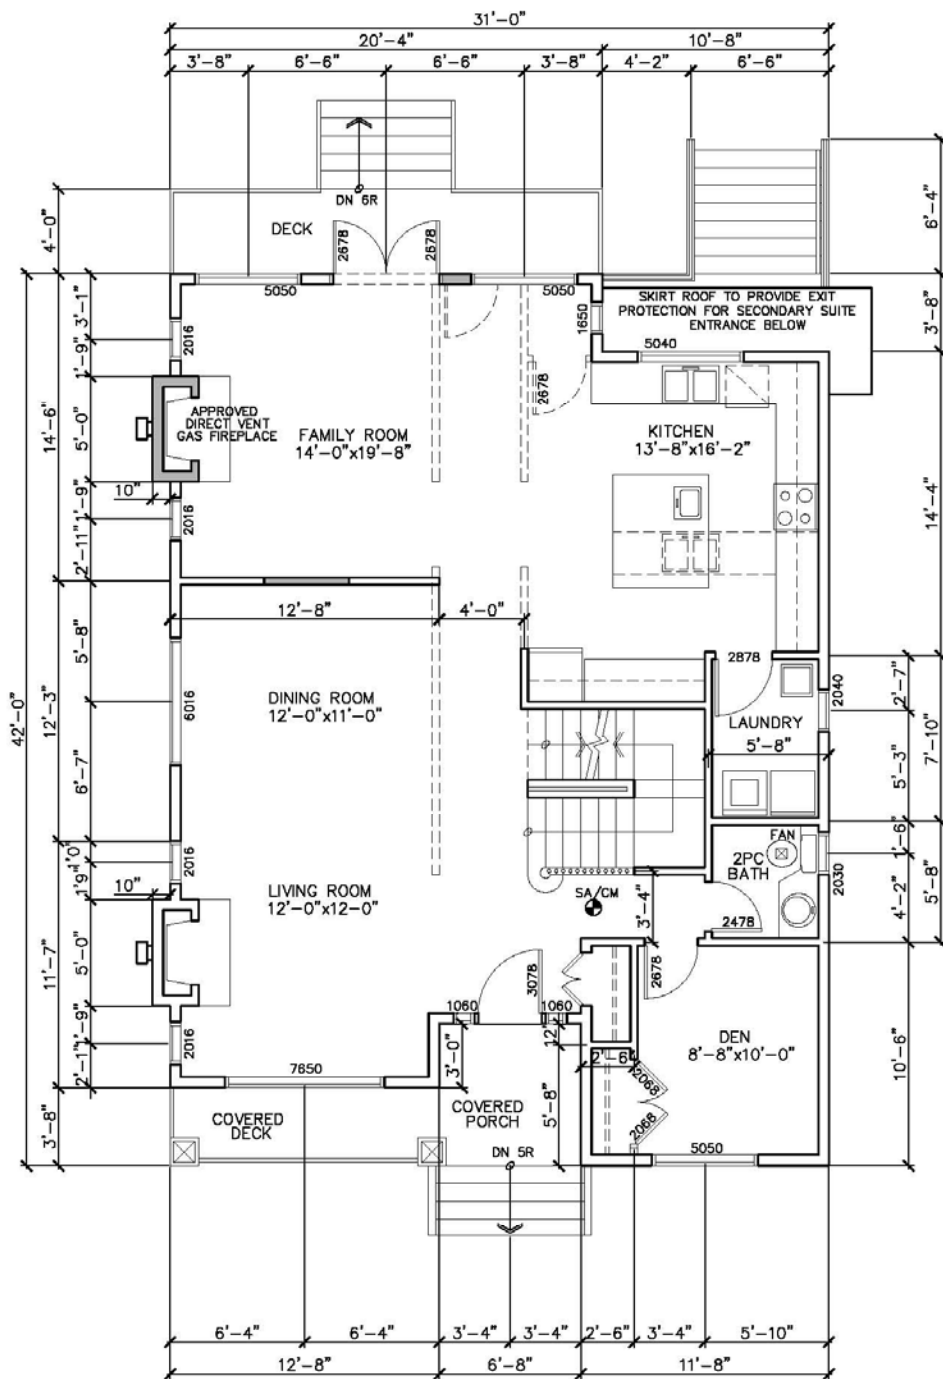 31'-0"
20'-4"
10'-8"
3'-8"
6'-6"
6'-6"
3'-8"
4'-2"
6'-6"
DN 6R
DECK
2678
2678
4'-0"
6'-4"
5050
5050
1650
SKIRT ROOF TO PROVIDE EXIT
PROTECTION FOR SECONDARY SUITE
ENTRANCE BELOW
3'-8"
3'-1"
2016
1'-9"
5040
2678
APPROVED
DIRECT VENT
GAS FIREPLACE
14'-6"
5'-0"
FAMILY ROOM
14'-0"x19'-8"
KITCHEN
13'-8"x16'-2"
10"
1'-9"
2016
2'-11"
14'-4"
12'-8"
4'-0"
5'-8"
2878
2'-7"
2040
42'-0"
12'-3"
6016
DINING ROOM
12'-0"x11'-0"
LAUNDRY
5'-8"
5'-3"
7'-10"
6'-7"
FAN
2PC
BATH
1'-6"
2030
1'0"
1'9"
2016
10"
LIVING ROOM
12'-0"x12-0"
SA/CM
3'-4"
2478
4'-2"
5'-8"
11'-7"
5'-0"
3078
2678
1060
1060
12"
1'-9"
2016
2'-1"
3'-0"
DEN
8'-8"x10'-0"
2'-6"
2068
2068
10'-6"
7650
3'-8"
COVERED
DECK
COVERED
PORCH
5'-8"
DN 5R
5050
6'-4"
6'-4"
3'-4"
3'-4"
2'-6"
3'-4"
5'-10"
12'-8"
6'-8"
11'-8"